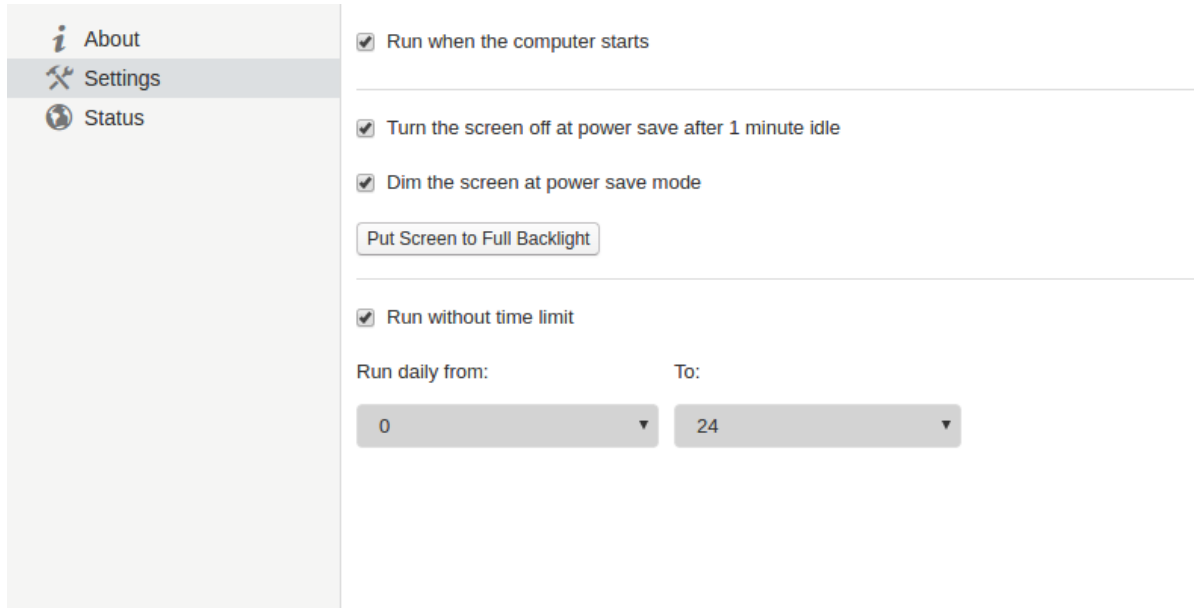 About
Settings
Status
Run when the computer starts
Turn the screen off at power save after 1 minute idle
Dim the screen at power save mode
Put Screen to Full Backlight
Run without time limit
Run daily from: To:
0 24